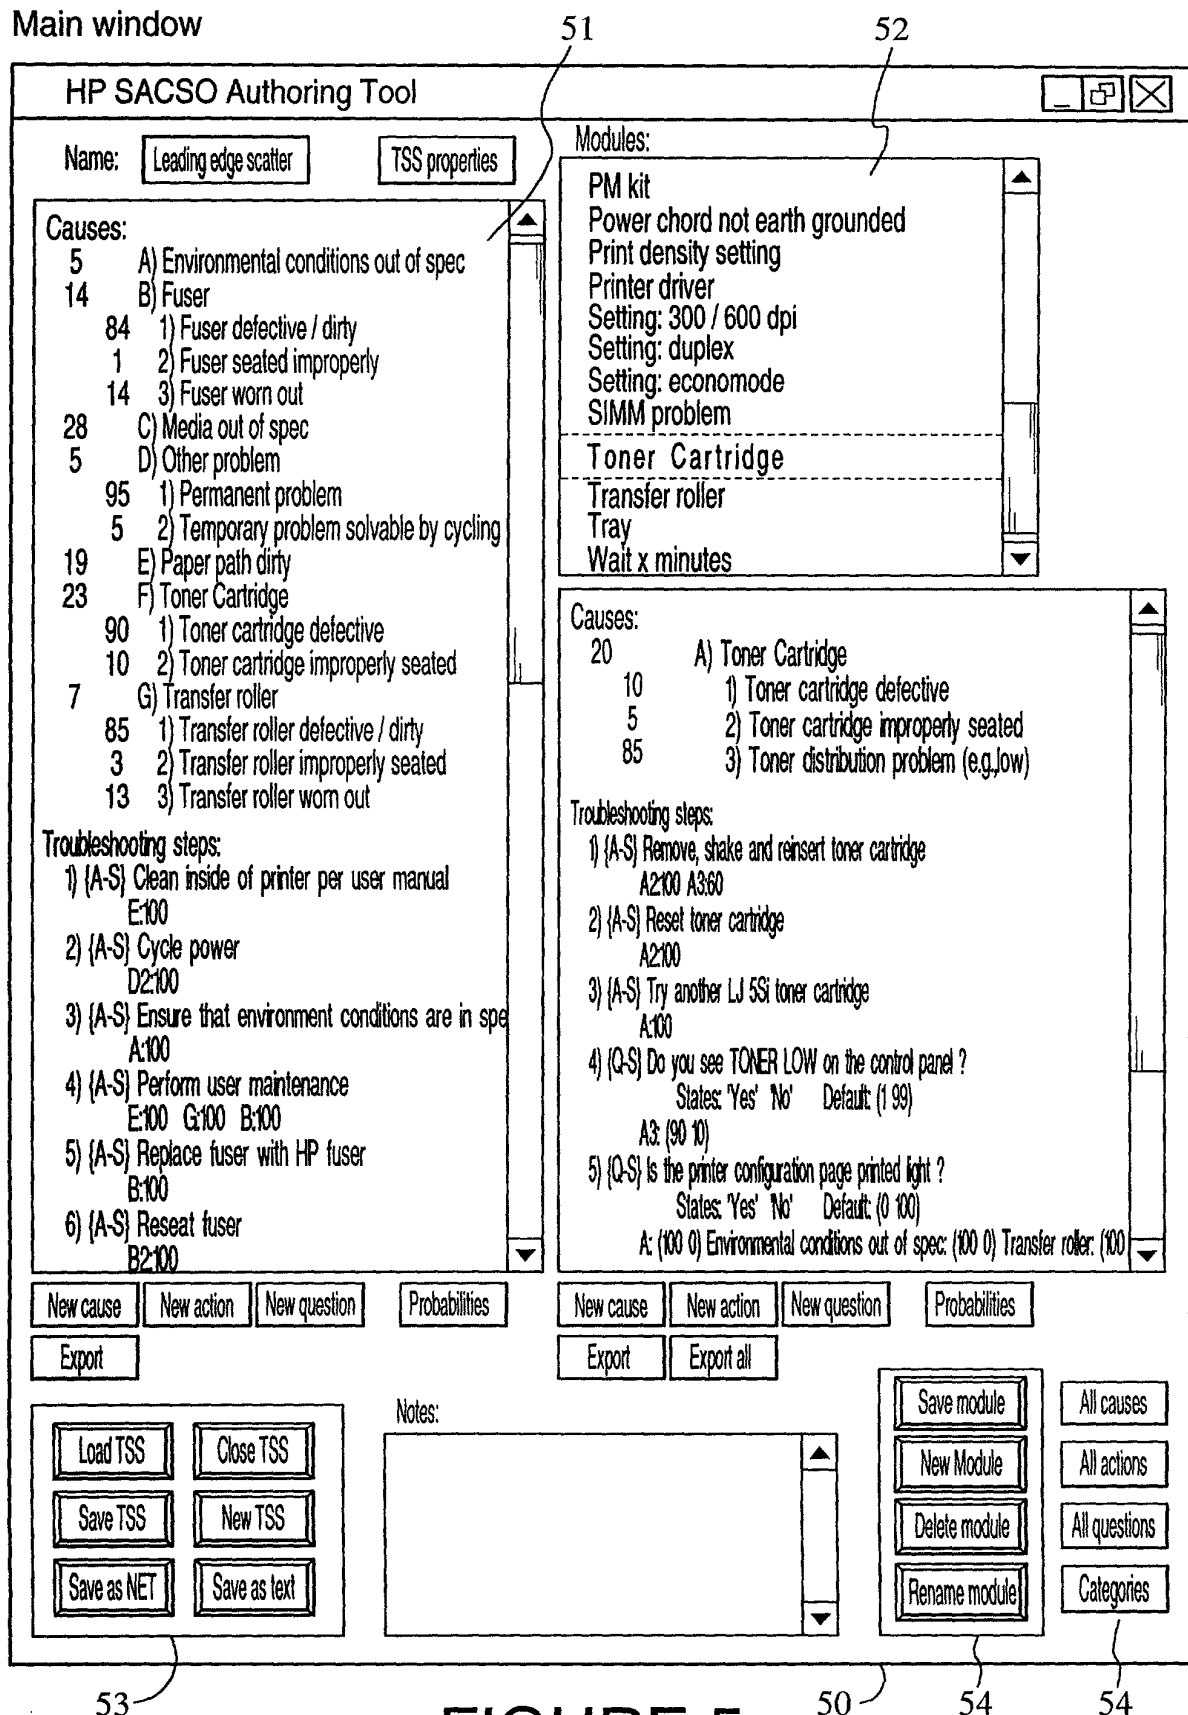 Main window
51
52
HP SACSO Authoring Tool
Name: Leading edge scatter TSS properties
Causes:
5 A) Environmental conditions out of spec
14 B) Fuser
84 1) Fuser defective / dirty
1 2) Fuser seated improperly
14 3) Fuser worn out
28 C) Media out of spec
5 D) Other problem
95 1) Permanent problem
5 2) Temporary problem solvable by cycling
19 E) Paper path dirty
23 F) Toner Cartridge
90 1) Toner cartridge defective
10 2) Toner cartridge improperly seated
7 G) Transfer roller
85 1) Transfer roller defective / dirty
3 2) Transfer roller improperly seated
13 3) Transfer roller worn out
Troubleshooting steps:
1) {A-S} Clean inside of printer per user manual
E:100
2) {A-S} Cycle power
D2:100
3) {A-S} Ensure that environment conditions are in spe
A:100
4) {A-S} Perform user maintenance
E:100 G:100 B:100
5) {A-S} Replace fuser with HP fuser
B:100
6) {A-S} Reseat fuser
B2:100
New cause New action New question Probabilities
Export
Modules:
PM kit
Power chord not earth grounded
Print density setting
Printer driver
Setting: 300 / 600 dpi
Setting: duplex
Setting: economode
SIMM problem
Toner Cartridge
Transfer roller
Tray
Wait x minutes
Causes:
20 A) Toner Cartridge
10 1) Toner cartridge defective
5 2) Toner cartridge improperly seated
85 3) Toner distribution problem (e.g.,low)
Troubleshooting steps:
1) {A-S} Remove, shake and reinsert toner cartridge
A2:100 A3:60
2) {A-S} Reset toner cartridge
A2:100
3) {A-S} Try another LJ 5Si toner cartridge
A:100
4) {Q-S} Do you see TONER LOW on the control panel ?
States: 'Yes' 'No' Default: (1 99)
A3: (90 10)
5) {Q-S} Is the printer configuration page printed light ?
States: 'Yes' 'No' Default: (0 100)
A: (100 0) Environmental conditions out of spec: (100 0) Transfer roller: (100
New cause New action New question Probabilities
Export Export all
Load TSS Close TSS
Save TSS New TSS
Save as NET Save as text
Notes:
Save module
New Module
Delete module
Rename module
All causes
All actions
All questions
Categories
53
50
54
54
FIGURE 5